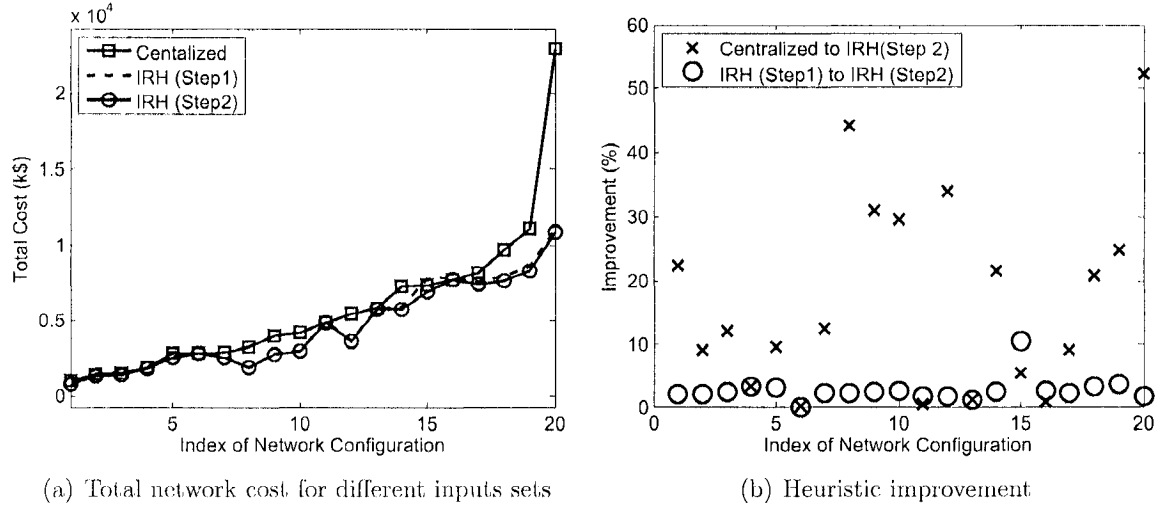 x 10^4
Centalized
IRH (Step1)
IRH (Step2)
2
1.5
1
0.5
0
Total Cost (k$)
5
10
15
20
Index of Network Configuration
(a) Total network cost for different inputs sets
60
50
40
30
20
10
0
Improvement (%)
Centralized to IRH(Step 2)
IRH (Step1) to IRH (Step2)
0
5
10
15
20
Index of Network Configuration
(b) Heuristic improvement